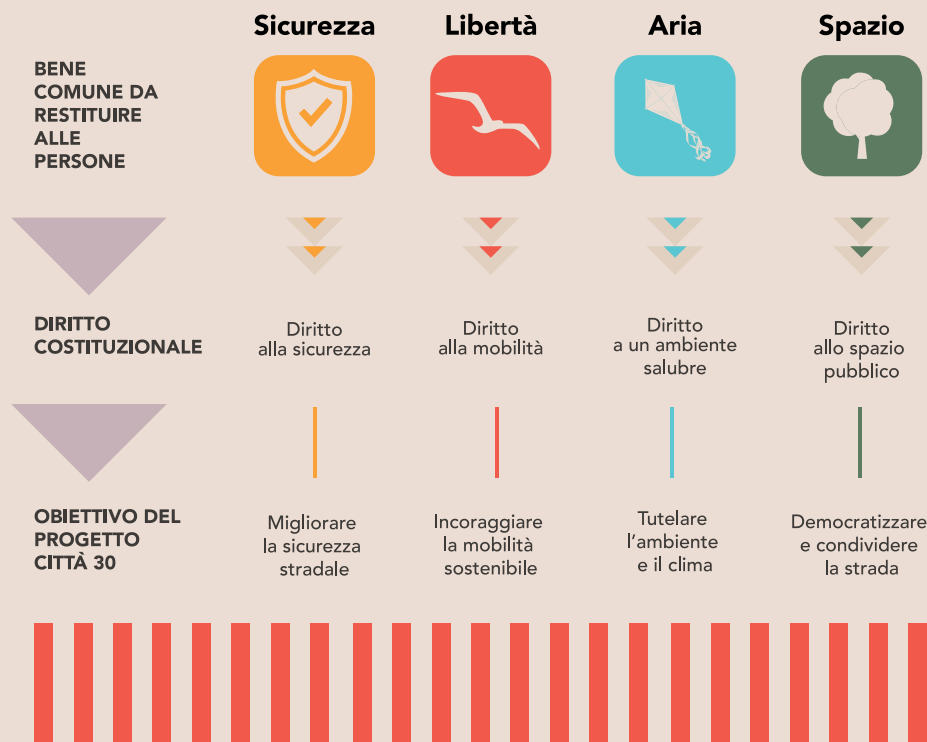 Sicurezza
Libertà
Aria
Spazio
BENE
COMUNE DA
RESTITUIRE
ALLE
PERSONE
DIRITTO
COSTITUZIONALE
Diritto
alla sicurezza
Diritto
alla mobilità
Diritto
a un ambiente
salubre
Diritto
allo spazio
pubblico
OBIETTIVO DEL
PROGETTO
CITTÀ 30
Migliorare
la sicurezza
stradale
Incoraggiare
la mobilità
sostenibile
Tutelare
l'ambiente
e il clima
Democratizzare
e condividere
la strada